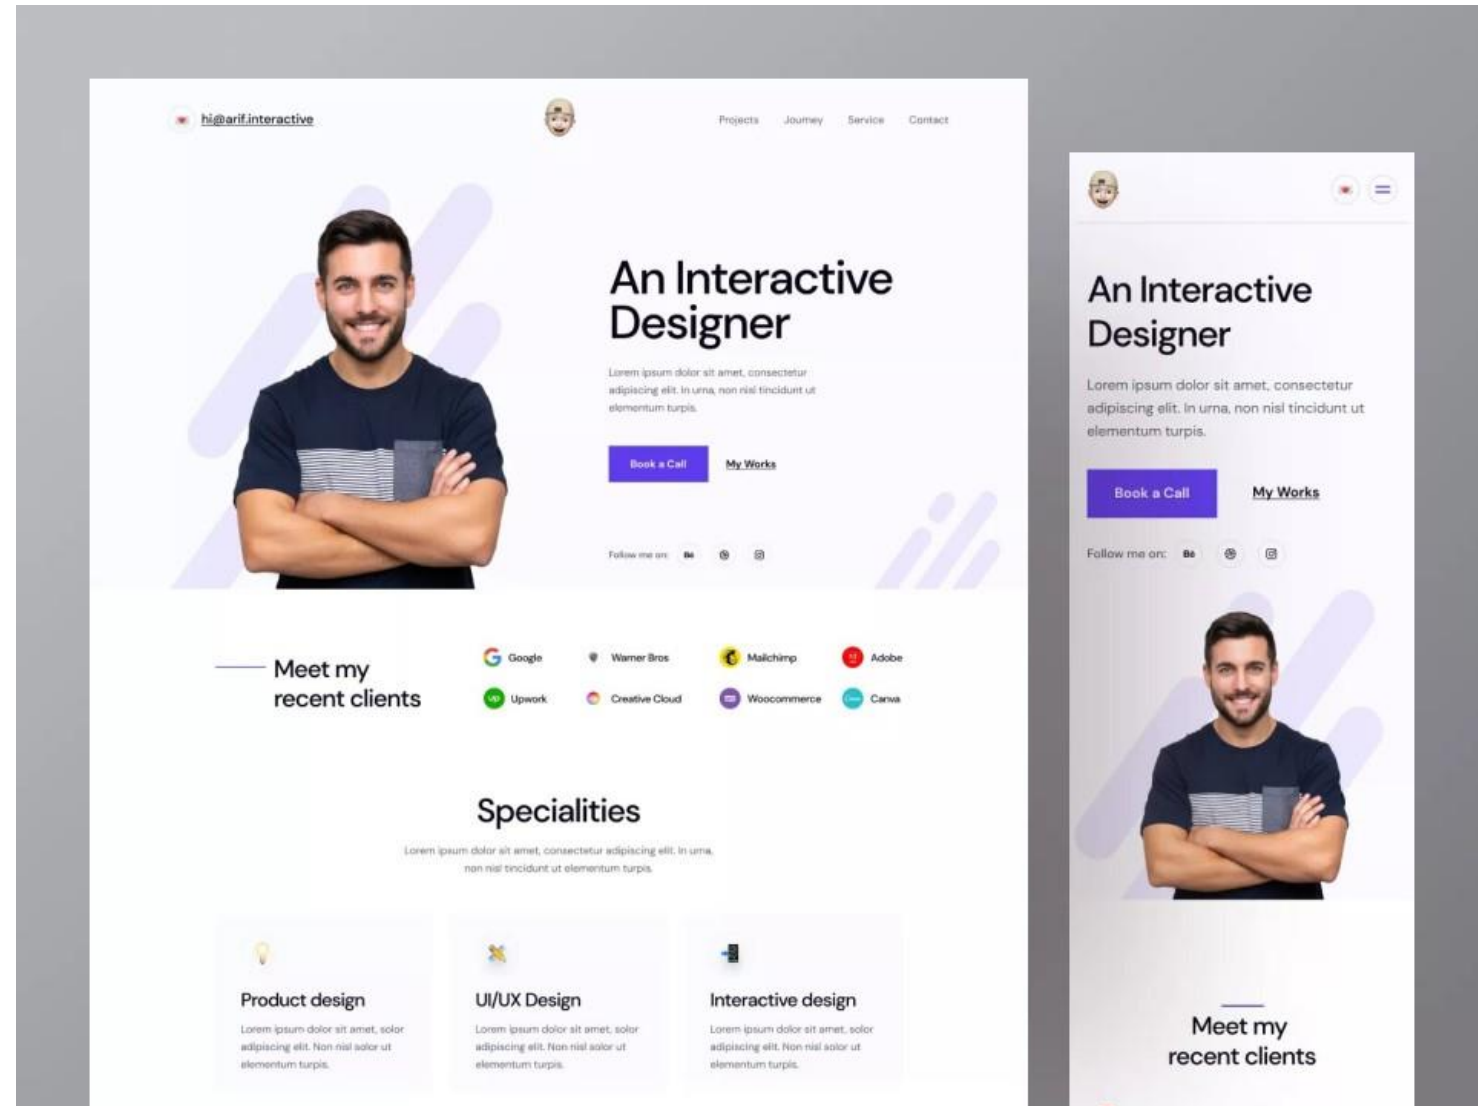 hi@arif.interactive
Projects Journey Service Contact
An Interactive
Designer
Lorem ipsum dolor sit amet, consectetur
adipiscing elit. In urna, non nisl tincidunt ut
elementum turpis.
Book a Call My Works
Follow me on: Bē
Meet my
recent clients
Google Warner Bros Mailchimp Adobe
up Upwork Creative Cloud Woocommerce Canva
Specialities
Lorem ipsum dolor sit amet, consectetur adipiscing elit. In urna,
non nisl tincidunt ut elementum turpis.
Product design
Lorem ipsum dolor sit amet, solor
adipiscing elit. Non nisl solor ut
elementum turpis.
UI/UX Design
Lorem ipsum dolor sit amet, solor
adipiscing elit. Non nisl solor ut
elementum turpis.
Interactive design
Lorem ipsum dolor sit amet, solor
adipiscing elit. Non nisl solor ut
elementum turpis.
An Interactive
Designer
Lorem ipsum dolor sit amet, consectetur
adipiscing elit. In urna, non nisl tincidunt ut
elementum turpis.
Book a Call My Works
Follow me on: Bē
Meet my
recent clients